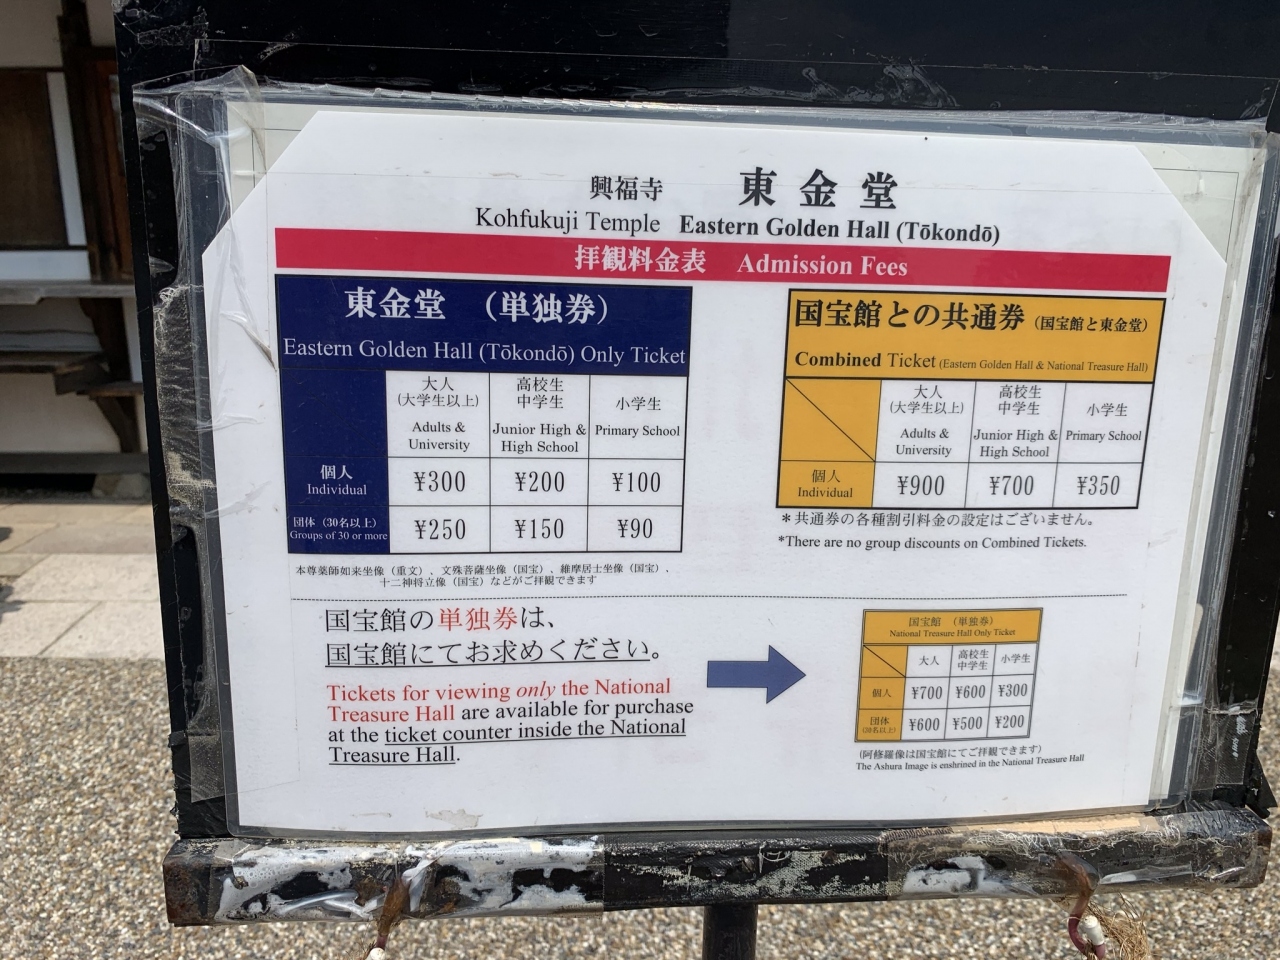 興福寺 東金堂
Kohfukuji Temple Eastern Golden Hall (Tōkondō)
拝観料金表 Admission Fees
東金堂 (単独券)
Eastern Golden Hall (Tōkondō) Only Ticket
大人 高校生 小学生
(大学生以上) 中学生
Adults & Junior High & Primary School
University High School
個人 ¥300 ¥200 ¥100
Individual
団体 (30名以上) ¥250 ¥150 ¥90
Groups of 30 or more
本尊薬師如来坐像(重文)、文殊菩薩坐像(国宝)、維摩居士坐像(国宝)、
十二神将立像(国宝)などがご拝観できます
国宝館との共通券 (国宝館と東金堂)
Combined Ticket (Eastern Golden Hall & National Treasure Hall)
大人 高校生 小学生
(大学生以上) 中学生
Adults & Junior High & Primary School
University High School
個人 ¥900 ¥700 ¥350
Individual
*共通券の各種割引料金の設定はございません。
*There are no group discounts on Combined Tickets.
国宝館の単独券は、
国宝館にてお求めください。
Tickets for viewing only the National
Treasure Hall are available for purchase
at the ticket counter inside the National
Treasure Hall.
国宝館 (単独券)
National Treasure Hall Only Ticket
大人 高校生 小学生
中学生
個人 ¥700 ¥600 ¥300
団体 ¥600 ¥500 ¥200
(30名以上)
(阿修羅像は国宝館にてご拝観できます)
The Ashura Image is enshrined in the National Treasure Hall